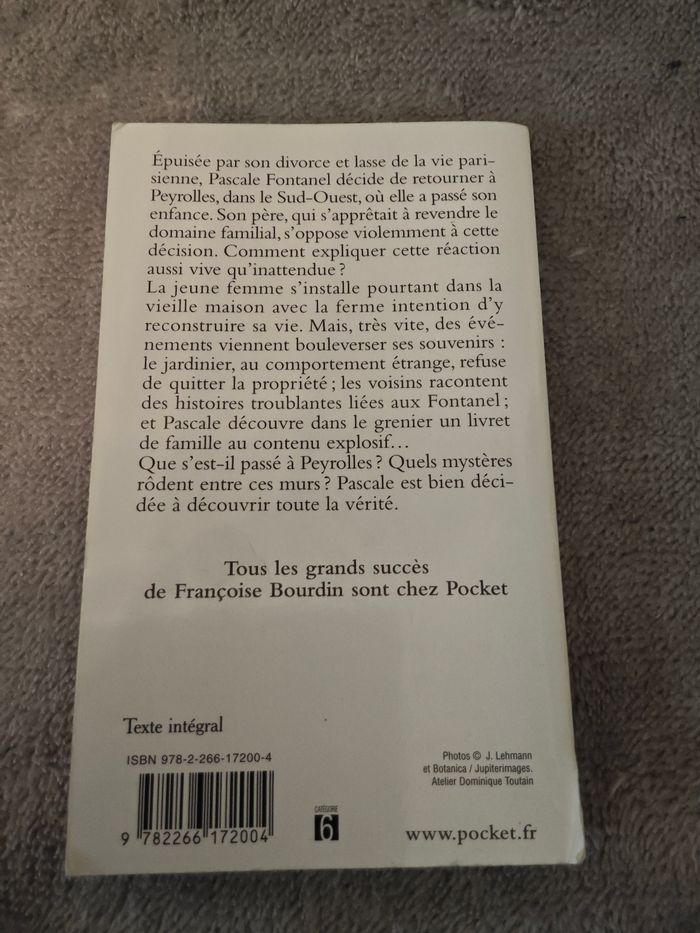 Épuisée par son divorce et lasse de la vie pari-
sienne, Pascale Fontanel décide de retourner à
Peyrolles, dans le Sud-Ouest, où elle a passé son
enfance. Son père, qui s'apprêtait à revendre le
domaine familial, s'oppose violemment à cette
décision. Comment expliquer cette réaction
aussi vive qu'inattendue ?
La jeune femme s'installe pourtant dans la
vieille maison avec la ferme intention d'y
reconstruire sa vie. Mais, très vite, des évé-
nements viennent bouleverser ses souvenirs :
le jardinier, au comportement étrange, refuse
de quitter la propriété ; les voisins racontent
des histoires troublantes liées aux Fontanel ;
et Pascale découvre dans le grenier un livret
de famille au contenu explosif…
Que s'est-il passé à Peyrolles ? Quels mystères
rôdent entre ces murs ? Pascale est bien déci-
dée à découvrir toute la vérité.
Tous les grands succès
de Françoise Bourdin sont chez Pocket
Texte intégral
ISBN 978-2-266-17200-4
9 782266 172004
CATÉGORIE
6
Photos © J. Lehmann
et Botanica / Jupiterimages.
Atelier Dominique Toutain
www.pocket.fr